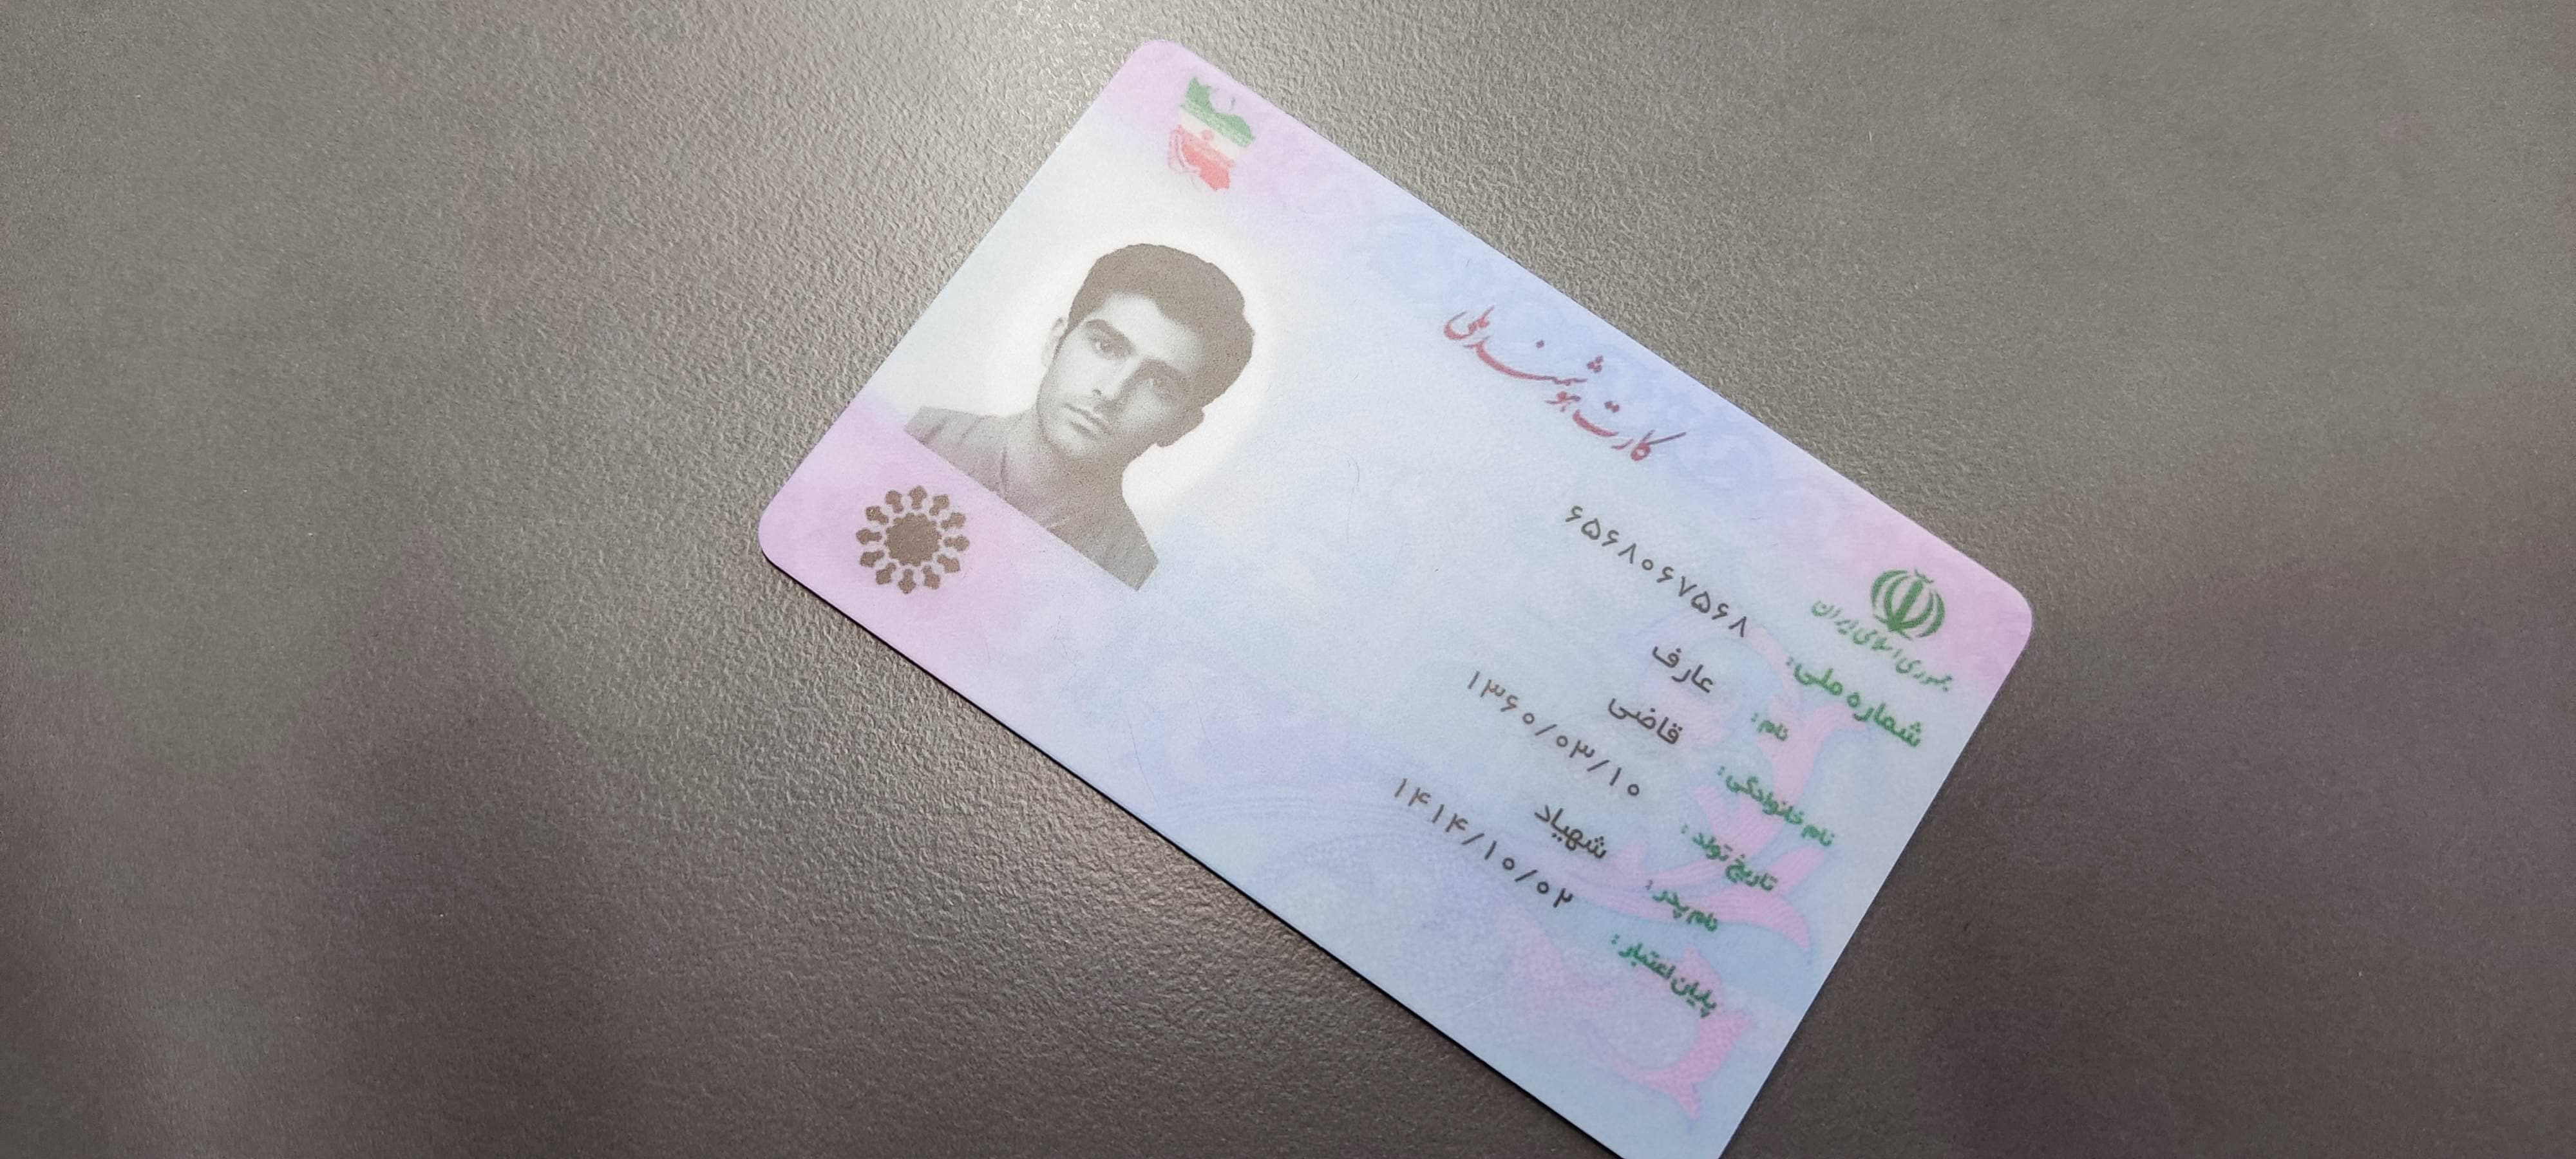 کارت هوشمند ملی
جمهوری اسلامی ایران
شماره ملی: ۶۵۶۸۰۶۷۵۶۸
نام: عارف
نام خانوادگی: قاضی
تاریخ تولد: ۱۳۶۰/۰۳/۱۰
نام پدر: شهیاد
پایان اعتبار: ۱۴۱۴/۱۰/۰۲